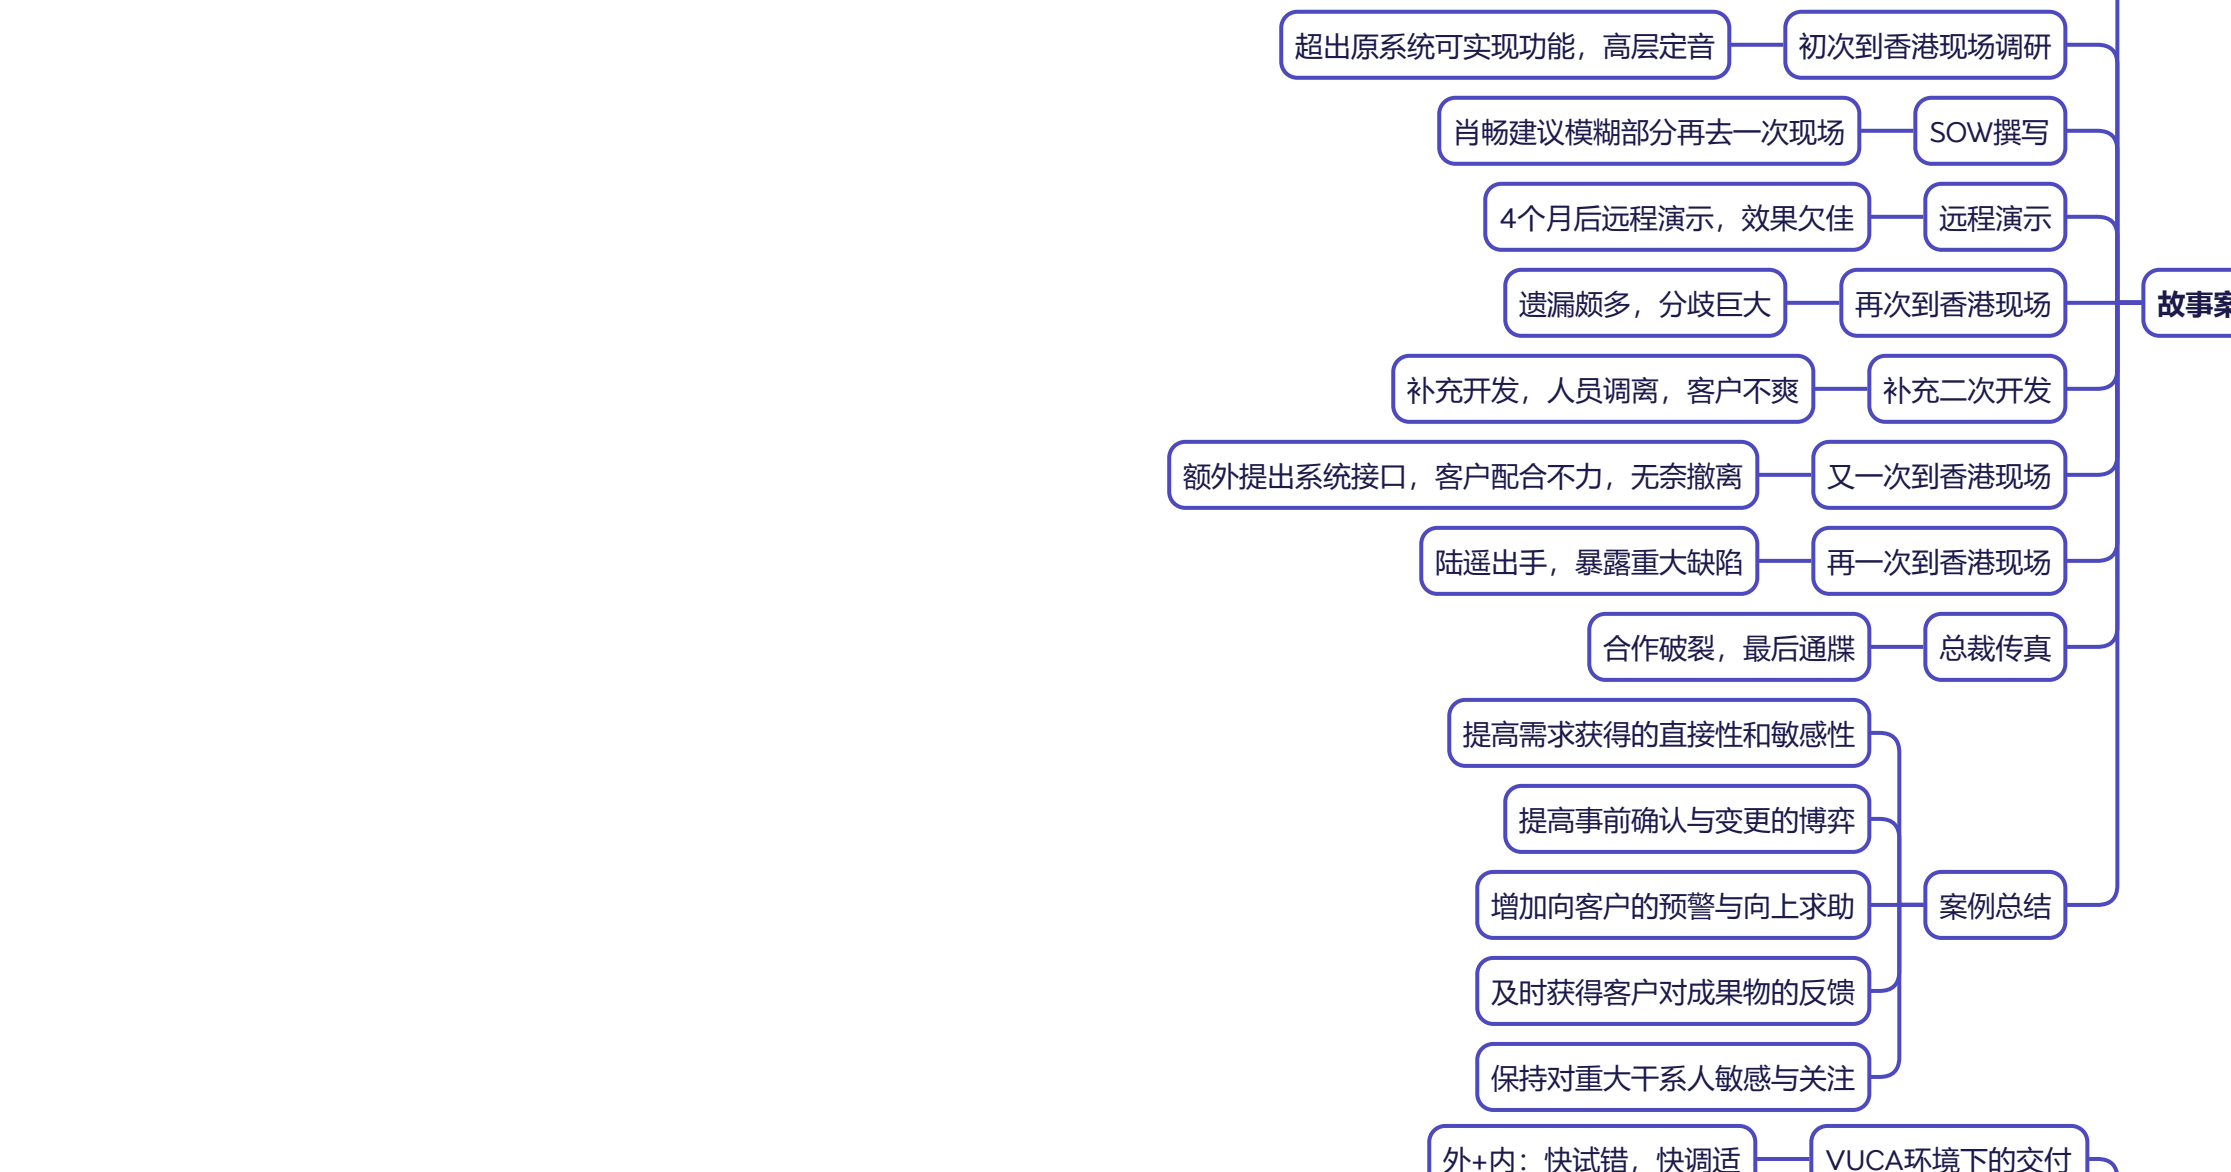 超出原系统可实现功能，高层定音
初次到香港现场调研
肖畅建议模糊部分再去一次现场
SOW撰写
4个月后远程演示，效果欠佳
远程演示
遗漏颇多，分歧巨大
再次到香港现场
故事案
补充开发，人员调离，客户不爽
补充二次开发
额外提出系统接口，客户配合不力，无奈撤离
又一次到香港现场
陆遥出手，暴露重大缺陷
再一次到香港现场
合作破裂，最后通牒
总裁传真
提高需求获得的直接性和敏感性
提高事前确认与变更的博弈
增加向客户的预警与向上求助
案例总结
及时获得客户对成果物的反馈
保持对重大干系人敏感与关注
外+内：快试错，快调适
VUCA环境下的交付